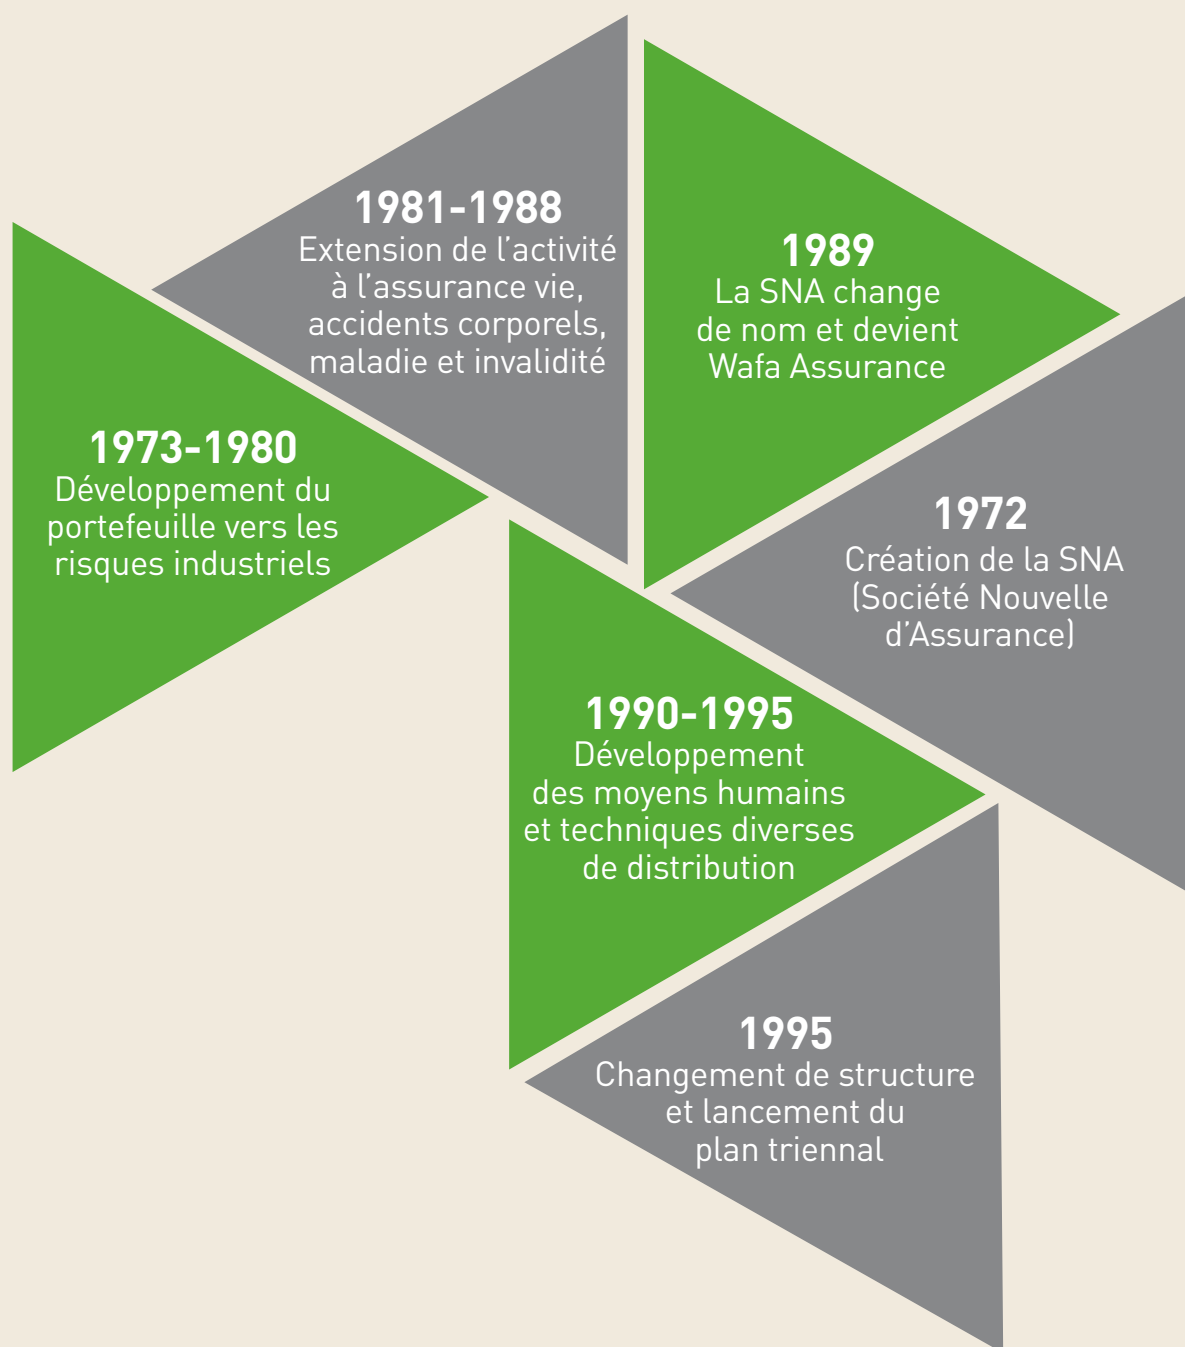 1981-1988
Extension de l’activité
à l’assurance vie,
accidents corporels,
maladie et invalidité
1989
La SNA change
de nom et devient
Wafa Assurance
1973-1980
Développement du
portefeuille vers les
risques industriels
1972
Création de la SNA
(Société Nouvelle
d’Assurance)
1990-1995
Développement
des moyens humains
et techniques diverses
de distribution
1995
Changement de structure
et lancement du
plan triennal